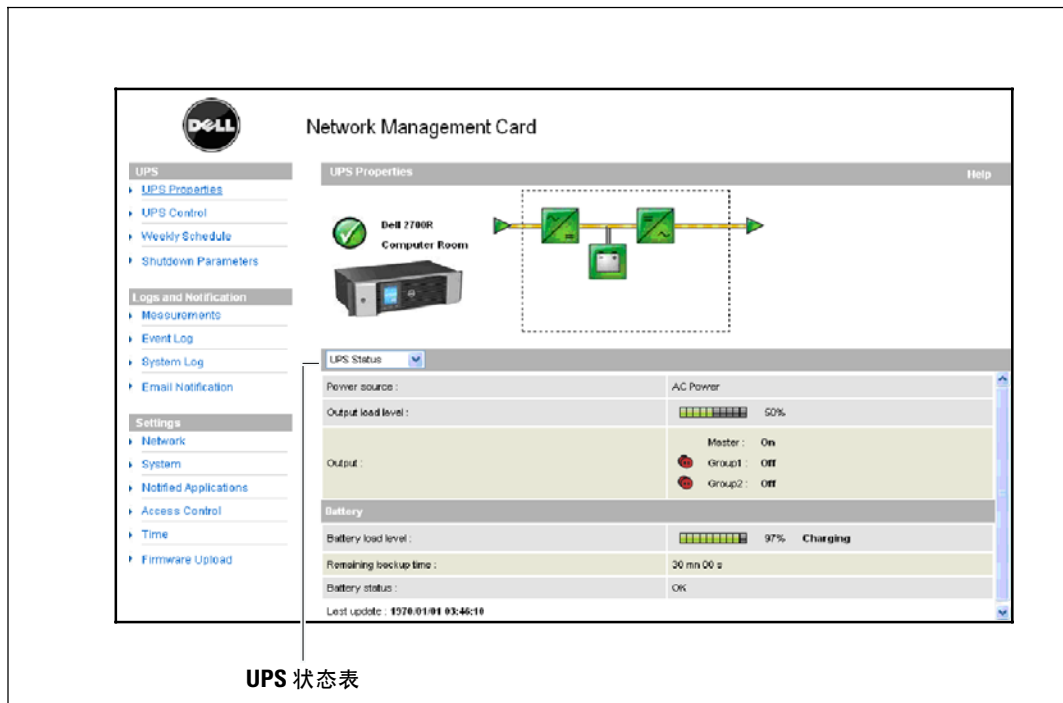 DELL
Network Management Card
UPS
UPS Properties
UPS Control
Weekly Schedule
Shutdown Parameters
Logs and Notification
Measurements
Event Log
System Log
Email Notification
Settings
Network
System
Notified Applications
Access Control
Time
Firmware Upload
UPS Properties
Help
Dell 2700R
Computer Room
UPS Status
Power source :
AC Power
Output load level :
50%
Output :
Master : On
Group1 : Off
Group2 : Off
Battery
Battery load level :
97% Charging
Remaining backup time :
30 mn 00 s
Battery status :
OK
Last update : 1970/01/01 03:46:10
UPS 状态表